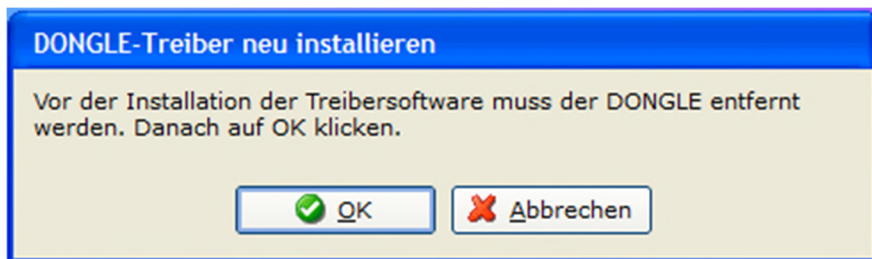 DONGLE-Treiber neu installieren
Vor der Installation der Treibersoftware muss der DONGLE entfernt
werden. Danach auf OK klicken.
OK
Abbrechen